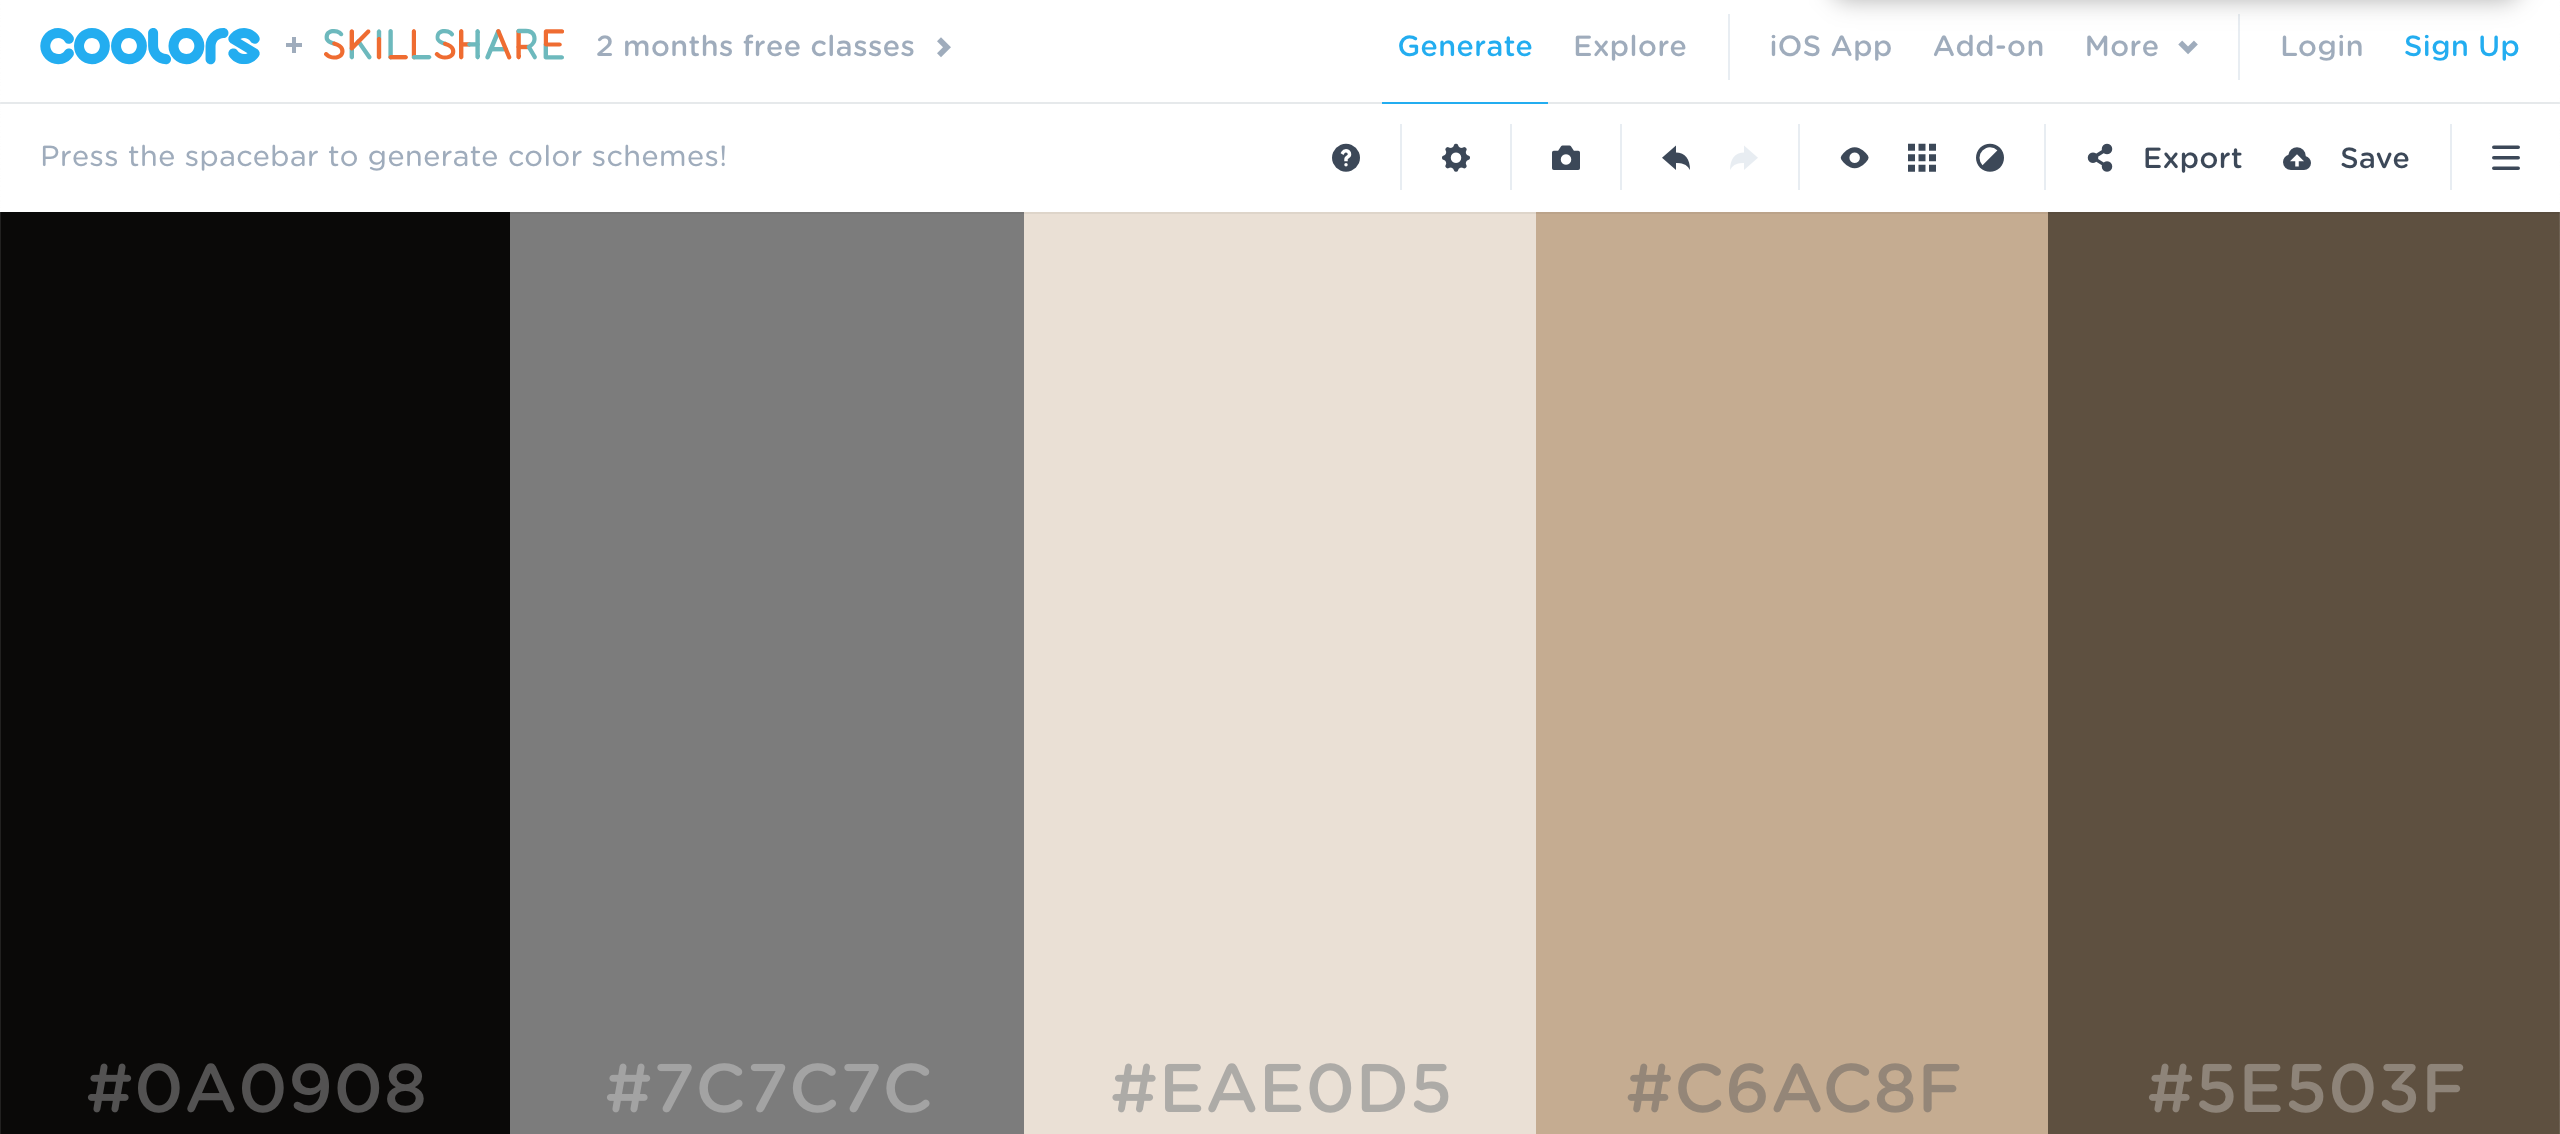 coolors + SKILLSHARE 2 months free classes Generate Explore iOS App Add-on More Login Sign Up
Press the spacebar to generate color schemes! Export Save
#0A0908 #7C7C7C #EAE0D5 #C6AC8F #5E503F